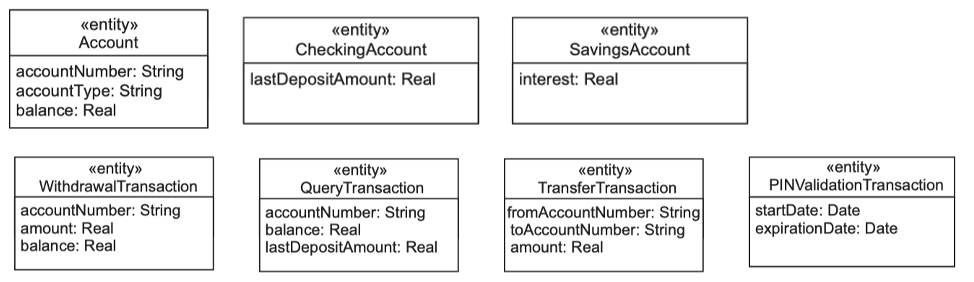 «entity»
Account
accountNumber: String
accountType: String
balance: Real
«entity»
CheckingAccount
lastDepositAmount: Real
«entity»
SavingsAccount
interest: Real
«entity»
WithdrawalTransaction
accountNumber: String
amount: Real
balance: Real
«entity»
QueryTransaction
accountNumber: String
balance: Real
lastDepositAmount: Real
«entity»
TransferTransaction
fromAccountNumber: String
toAccountNumber: String
amount: Real
«entity»
PINValidationTransaction
startDate: Date
expirationDate: Date